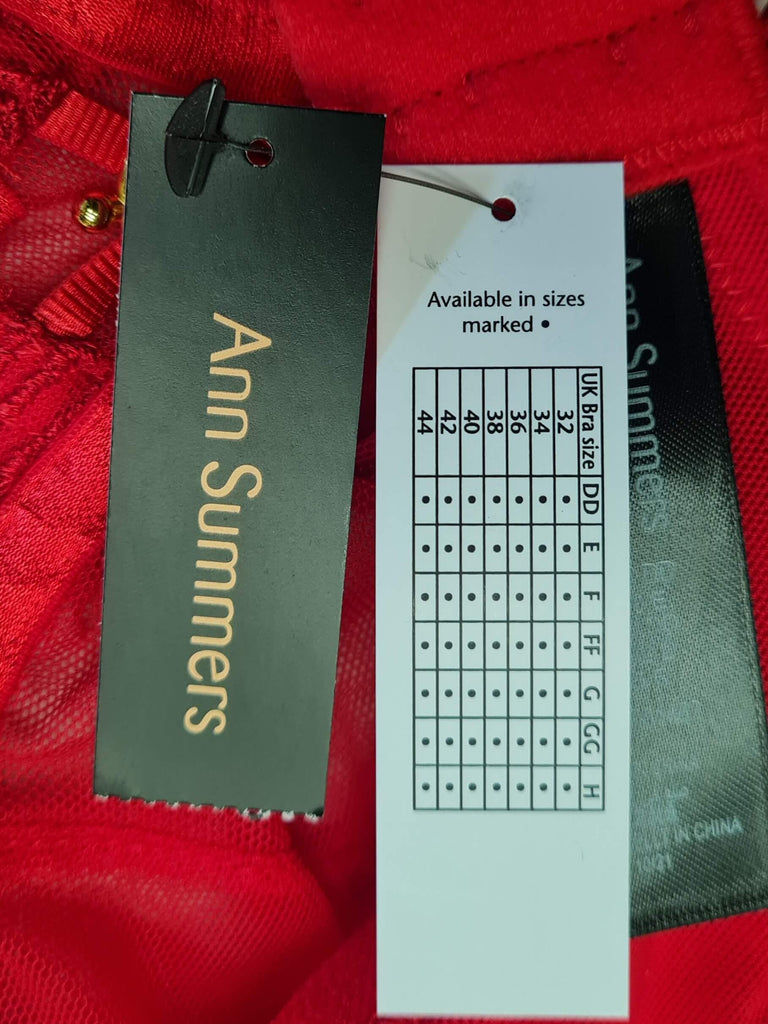 Ann Summers
Available in sizes
marked •
UK Bra size DD E F FF G GG H
32 • • • • • • •
34 • • • • • • •
36 • • • • • • •
38 • • • • • • •
40 • • • • • • •
42 • • • • • • •
44 • • • • • • •
Ann Summers
IN CHINA